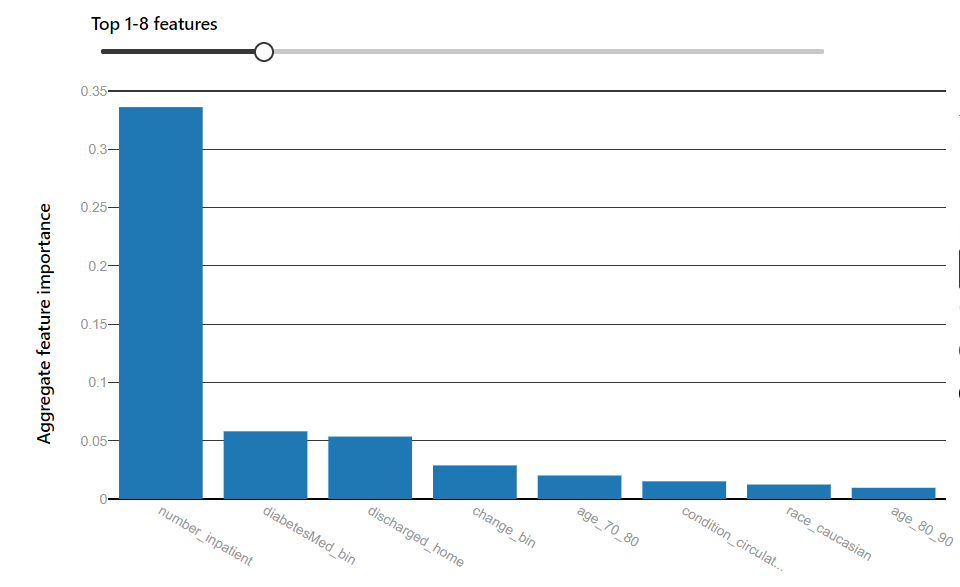 Top 1-8 features
Aggregate feature importance
0.35
0.3
0.25
0.2
0.15
0.1
0.05
0
number_inpatient
diabetesMed_bin
discharged_home
change_bin
age_70_80
condition_circulat...
race_caucasian
age_80_90